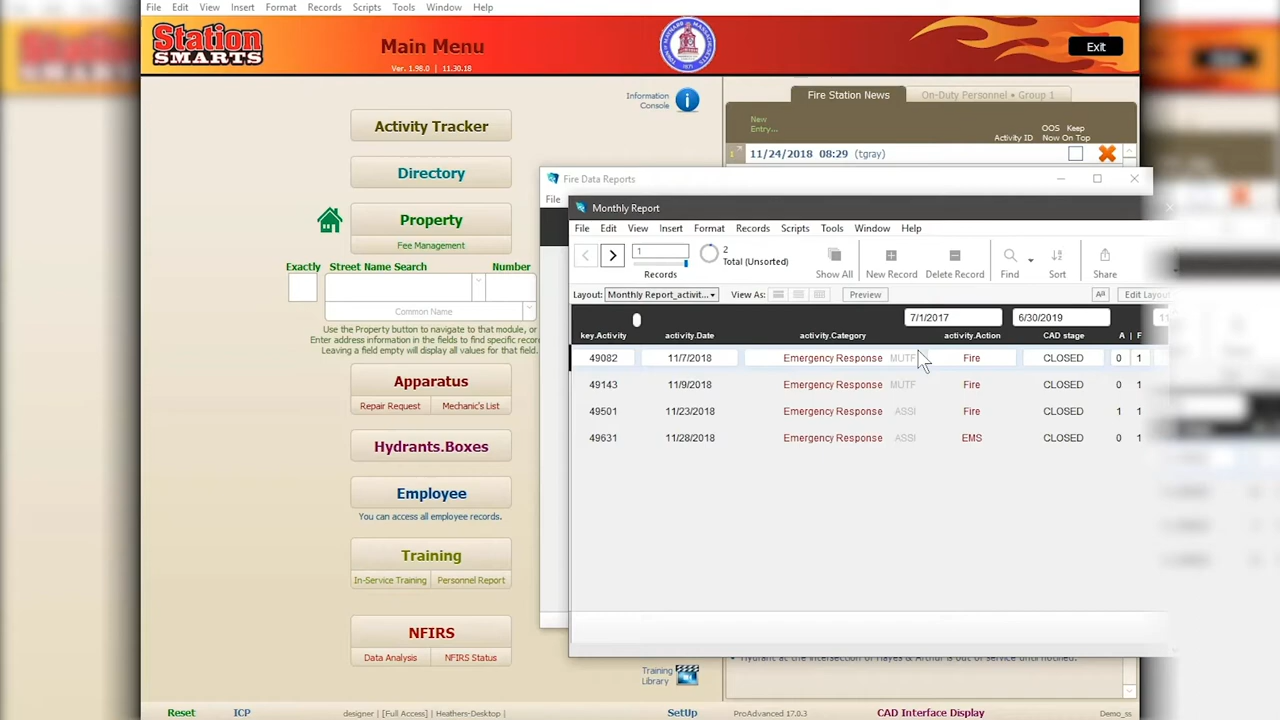 File Edit View Insert Format Records Scripts Tools Window Help
Station
SMARTS
Main Menu
Ver. 1.98.0 | 11.30.18
Exit
Information
Console
Fire Station News
On-Duty Personnel • Group 1
New
Entry...
Activity ID
OOS Keep
Now On Top
11/24/2018 08:29 (tgray)
Activity Tracker
Directory
Property
Fee Management
Exactly Street Name Search Number
Common Name
Use the Property button to navigate to that module, or
Enter address information in the fields to find specific
Leaving a field empty will display all values for that field.
Apparatus
Repair Request Mechanic's List
Hydrants.Boxes
Employee
You can access all employee records.
Training
In-Service Training Personnel Report
NFIRS
Data Analysis NFIRS Status
Fire Data Reports
File
Monthly Report
File Edit View Insert Format Records Scripts Tools Window Help
1
Records
2
Total (Unsorted)
Show All New Record Delete Record Find Sort Share
Layout: Monthly Report_activit... View As: Preview Edit Layou
7/1/2017 6/30/2019
key.Activity activity.Date activity.Category activity.Action CAD stage A F
49082 11/7/2018 Emergency Response MUTF Fire CLOSED 0 1
49143 11/9/2018 Emergency Response MUTF Fire CLOSED 0 1
49501 11/23/2018 Emergency Response ASSI Fire CLOSED 1 1
49631 11/28/2018 Emergency Response ASSI EMS CLOSED 0 1
Hydrant at the intersection of Hayes & Arthur is out of service until notified.
Training
Library
Reset ICP designer | [Full Access] | Heathers-Desktop | SetUp ProAdvanced 17.0.3 CAD Interface Display Demo_ss